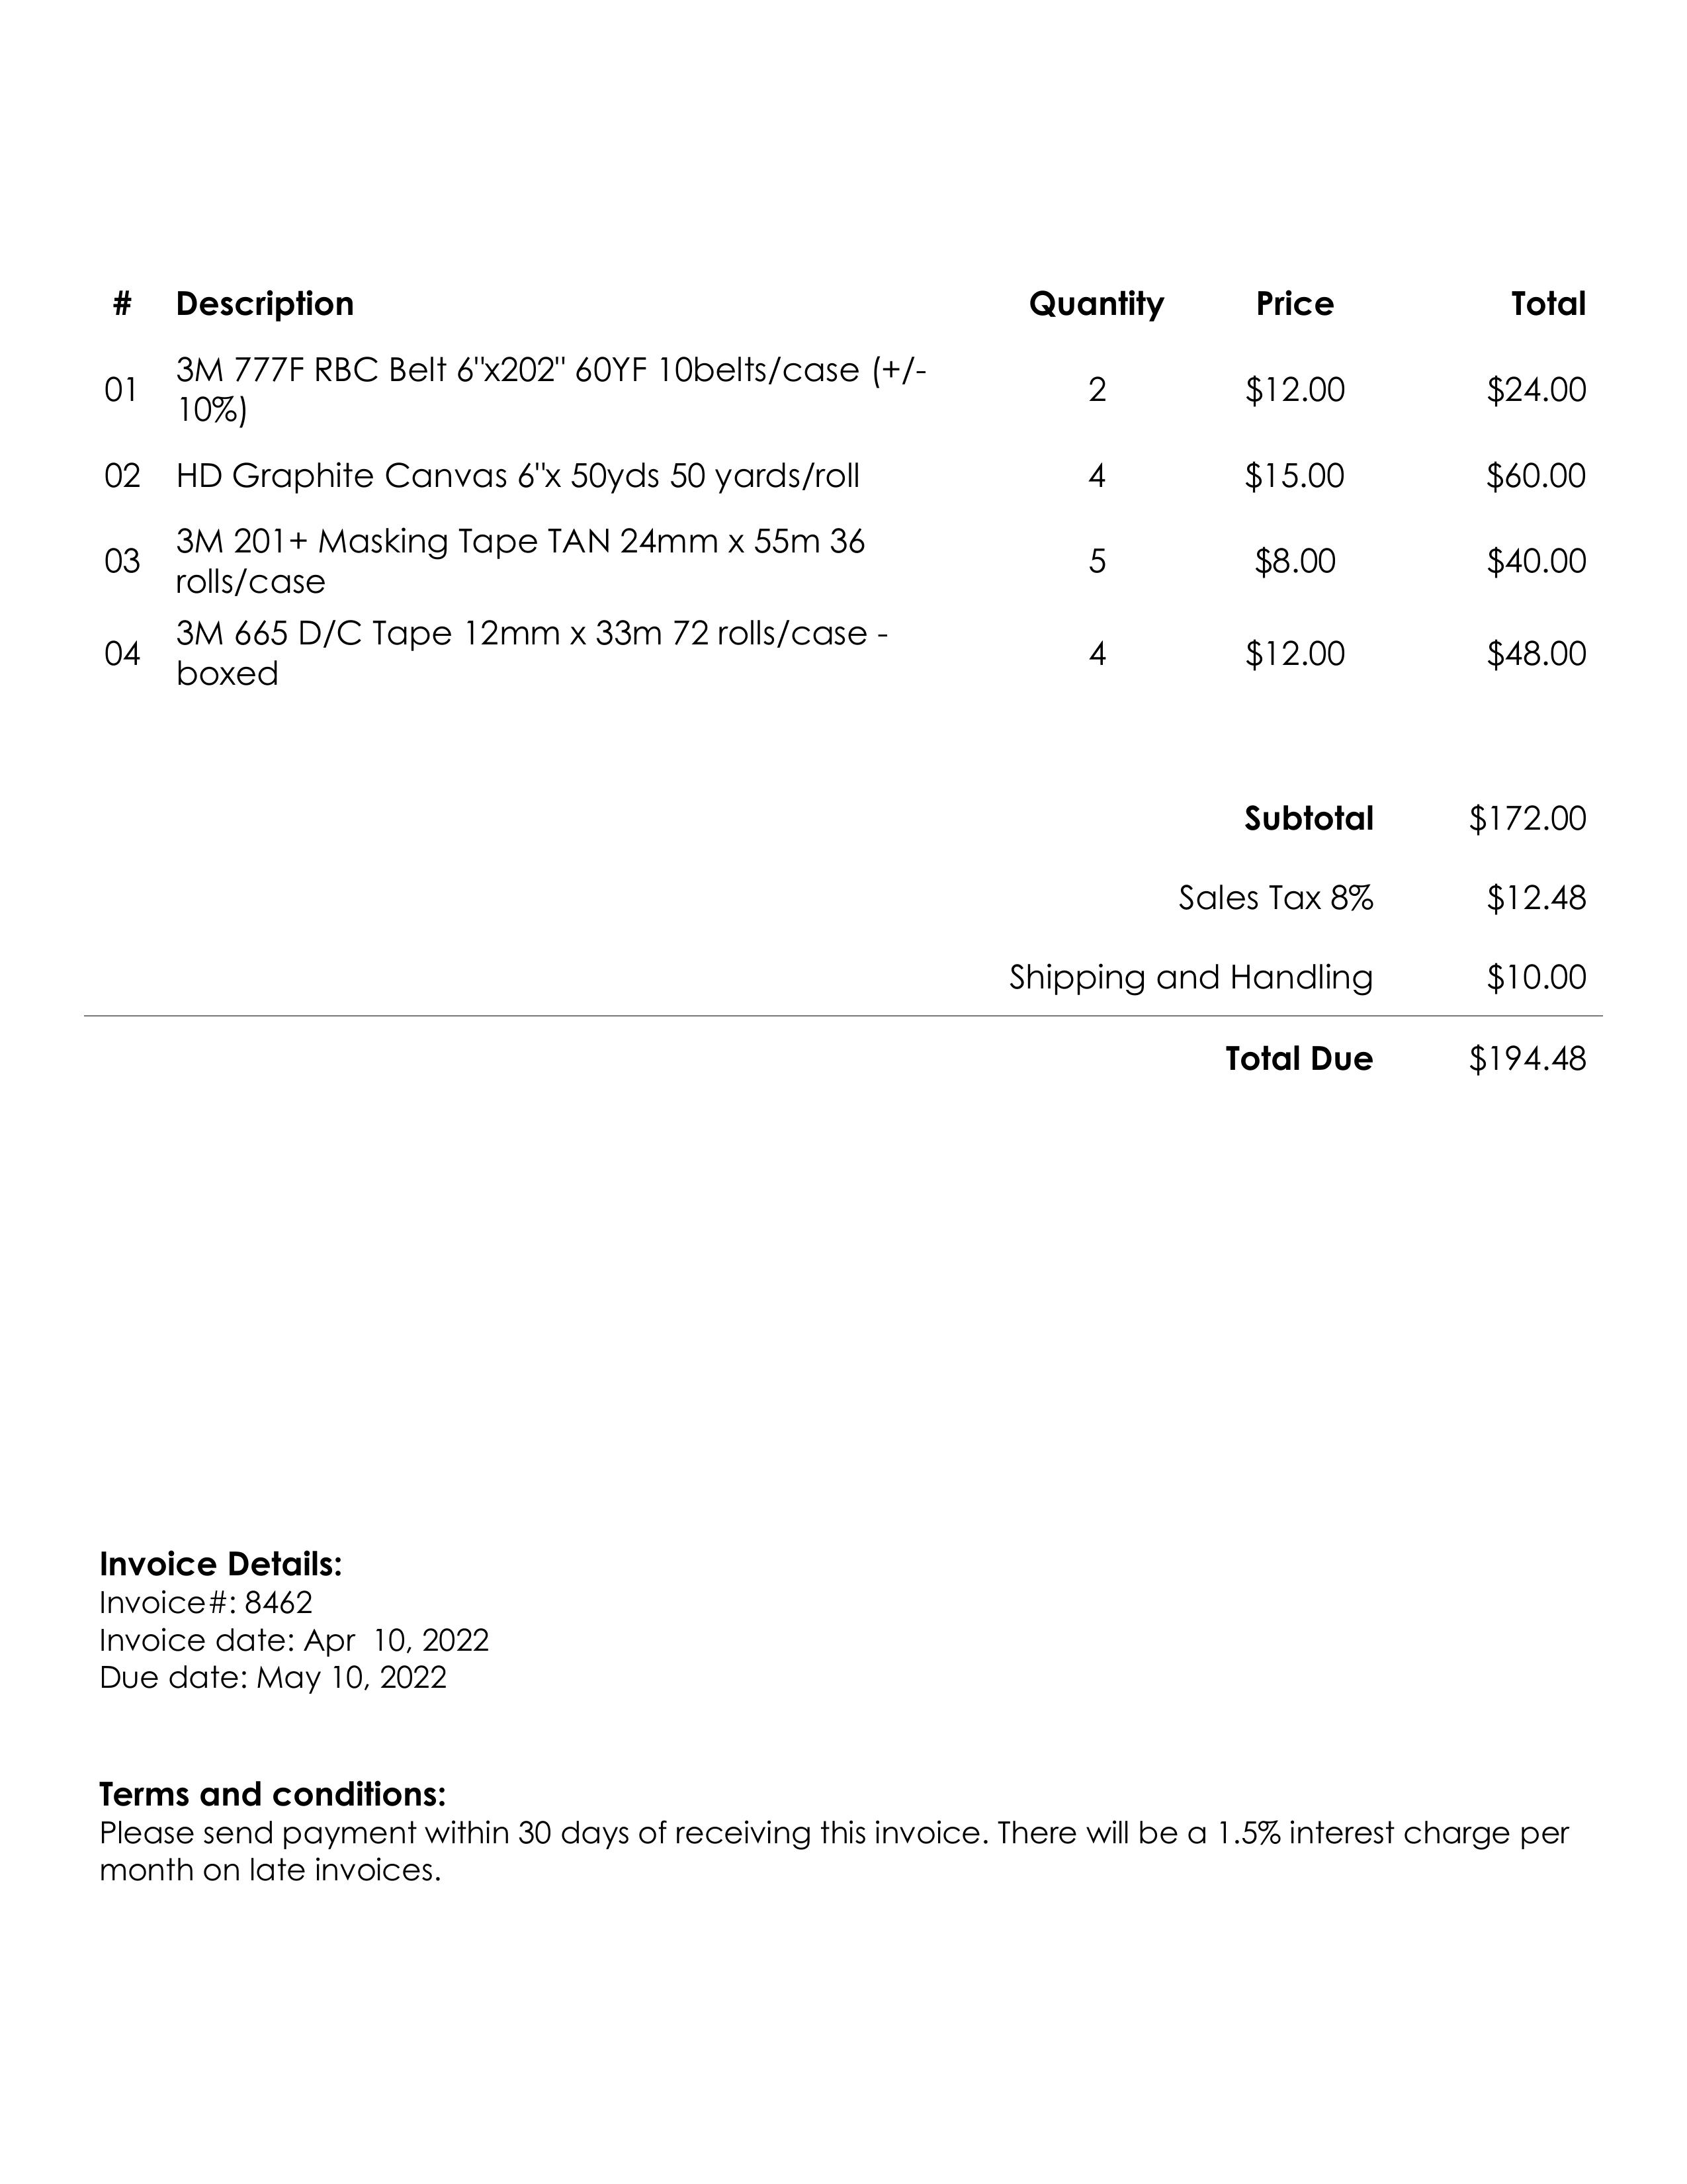 # Description Quantity Price Total
01 3M 777F RBC Belt 6"x202" 60YF 10belts/case (+/-
10%) 2 $12.00 $24.00
02 HD Graphite Canvas 6"x 50yds 50 yards/roll 4 $15.00 $60.00
03 3M 201+ Masking Tape TAN 24mm x 55m 36
rolls/case 5 $8.00 $40.00
04 3M 665 D/C Tape 12mm x 33m 72 rolls/case -
boxed 4 $12.00 $48.00
Subtotal $172.00
Sales Tax 8% $12.48
Shipping and Handling $10.00
Total Due $194.48
Invoice Details:
Invoice#: 8462
Invoice date: Apr  10, 2022
Due date: May 10, 2022
Terms and conditions:
Please send payment within 30 days of receiving this invoice. There will be a 1.5% interest charge per
month on late invoices.